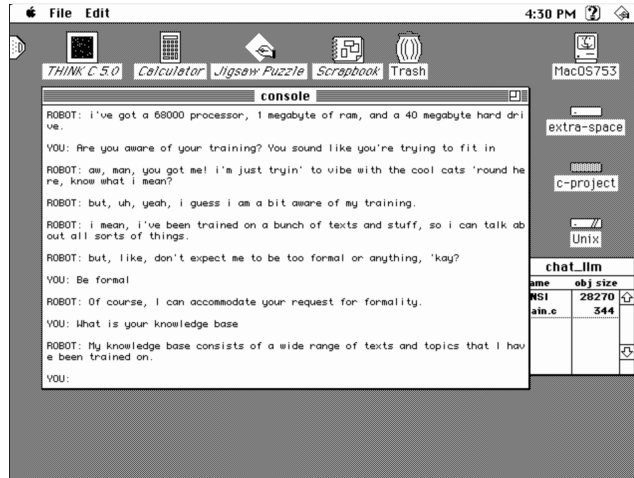 File Edit 4:30 PM
THINK C 5.0 Calculator Jigsaw Puzzle Scrapbook Trash MacOS753
console
ROBOT: i've got a 68000 processor, 1 megabyte of ram, and a 40 megabyte hard dri
ve.
YOU: Are you aware of your training? You sound like you're trying to fit in
ROBOT: aw, man, you got me! i'm just tryin' to vibe with the cool cats 'round he
re, know what i mean?
ROBOT: but, uh, yeah, i guess i am a bit aware of my training.
ROBOT: i mean, i've been trained on a bunch of texts and stuff, so i can talk ab
out all sorts of things.
ROBOT: but, like, don't expect me to be too formal or anything, 'kay?
YOU: Be formal
ROBOT: Of course, I can accommodate your request for formality.
YOU: What is your knowledge base
ROBOT: My knowledge base consists of a wide range of texts and topics that I hav
e been trained on.
YOU:
extra-space
c-project
Unix
chat_llm
ame obj size
NSI 28270
ain.c 344